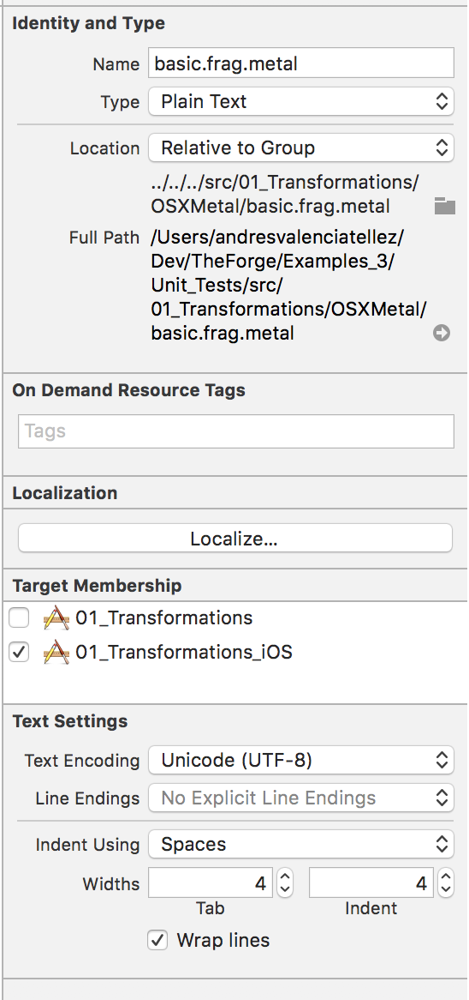 Identity and Type
Name basic.frag.metal
Type Plain Text
Location Relative to Group
../../../src/01_Transformations/
OSXMetal/basic.frag.metal
Full Path /Users/andresvalenciatellez/
Dev/TheForge/Examples_3/
Unit_Tests/src/
01_Transformations/OSXMetal/
basic.frag.metal
On Demand Resource Tags
Tags
Localization
Localize...
Target Membership
01_Transformations
01_Transformations_iOS
Text Settings
Text Encoding Unicode (UTF-8)
Line Endings No Explicit Line Endings
Indent Using Spaces
Widths 4 4
Tab Indent
Wrap lines